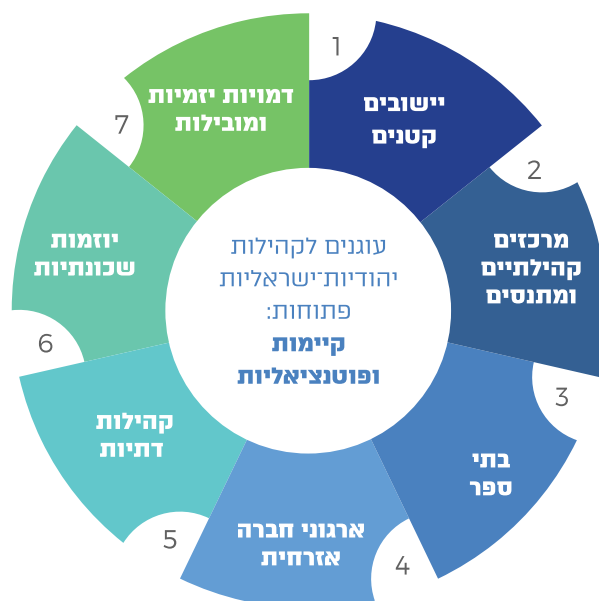 עוגנים לקהילות
יהודיות־ישראליות
פתוחות:
קיימות
ופוטנציאליות
1
יישובים
קטנים
2
מרכזים
קהילתיים
ומתנסים
3
בתי
ספר
4
ארגוני חברה
אזרחית
5
קהילות
דתיות
6
יוזמות
שכונתיות
7
דמויות יזמיות
ומובילות